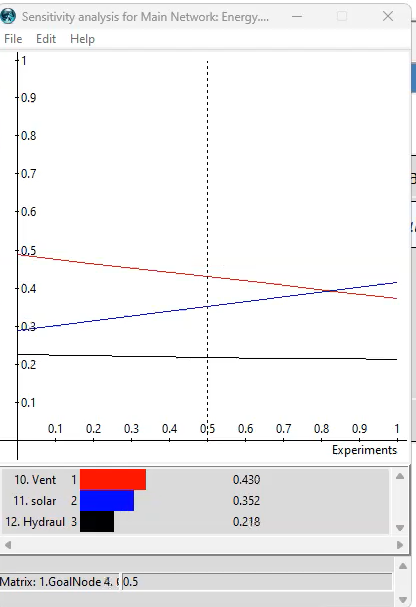 Sensitivity analysis for Main Network: Energy....
File Edit Help
1
0.9
0.8
0.7
0.6
0.5
0.4
0.3
0.2
0.1
0.1 0.2 0.3 0.4 0.5 0.6 0.7 0.8 0.9 1
Experiments
10. Vent 1 0.430
11. solar 2 0.352
12. Hydraul 3 0.218
Matrix: 1.GoalNode 4. 0.5